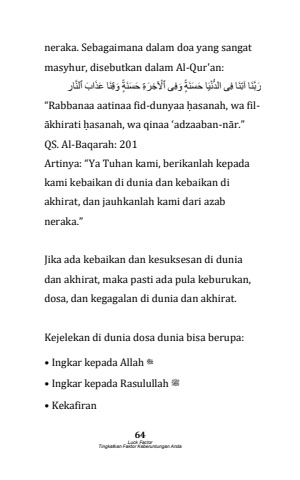 neraka. Sebagaimana dalam doa yang sangat
masyhur, disebutkan dalam Al-Qur’an:
رَبَّنَا آتِنَا فِى الدُّنْيَا حَسَنَةً وَفِى الْآخِرَةِ حَسَنَةً وَقِنَا عَذَابَ النَّارِ
“Rabbanaa aatinaa fid-dunyaa ḥasanah, wa fil-
ākhirati ḥasanah, wa qinaa ‘adzaaban-nār.”
QS. Al-Baqarah: 201
Artinya: “Ya Tuhan kami, berikanlah kepada
kami kebaikan di dunia dan kebaikan di
akhirat, dan jauhkanlah kami dari azab
neraka.”
Jika ada kebaikan dan kesuksesan di dunia
dan akhirat, maka pasti ada pula keburukan,
dosa, dan kegagalan di dunia dan akhirat.
Kejelekan di dunia dosa dunia bisa berupa:
• Ingkar kepada Allah
• Ingkar kepada Rasulullah ﷺ
• Kekafiran
64
Luck Factor
Tingkatkan Faktor Keberuntungan Anda